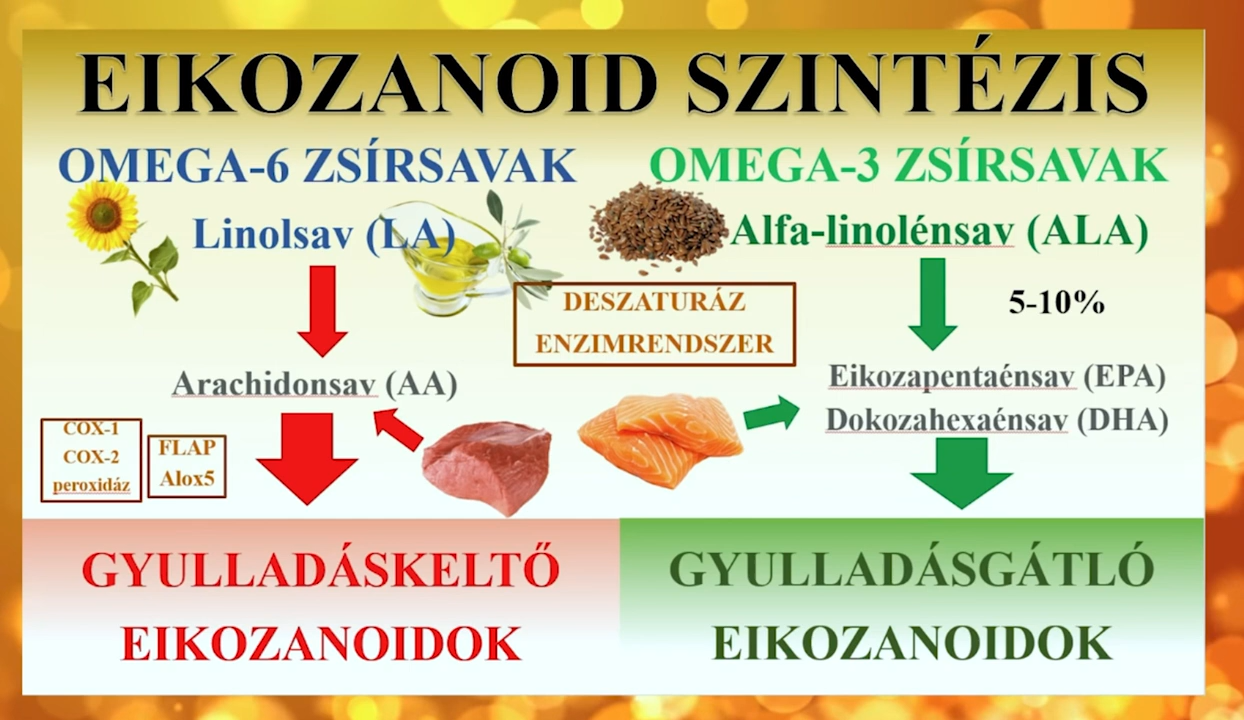 EIKOZANOID SZINTÉZIS
OMEGA-6 ZSÍRSAVAK
Linolsav (LA)
Arachidonsav (AA)
COX-1
COX-2
peroxidáz
FLAP
Alox5
DESZATURÁZ
ENZIMRENDSZER
OMEGA-3 ZSÍRSAVAK
Alfa-linolénsav (ALA)
5-10%
Eikozapentaénsav (EPA)
Dokozahexaénsav (DHA)
GYULLADÁSKELTŐ
EIKOZANOIDOK
GYULLADÁSGÁTLÓ
EIKOZANOIDOK